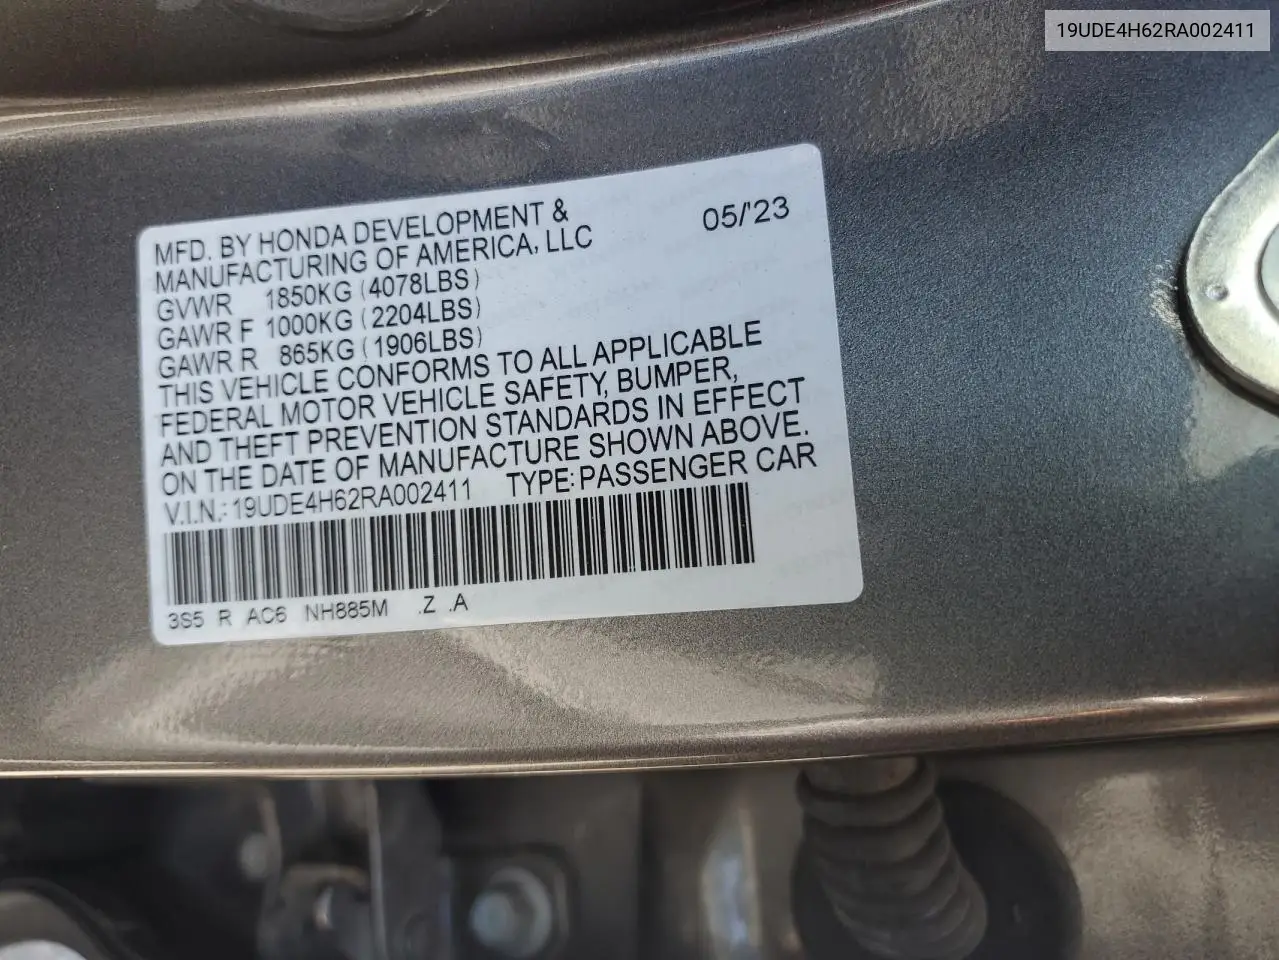 19UDE4H62RA002411
MFD. BY HONDA DEVELOPMENT & 05/'23
MANUFACTURING OF AMERICA, LLC
GVWR 1850KG (4078LBS)
GAWR F 1000KG (2204LBS)
GAWR R 865KG (1906LBS)
THIS VEHICLE CONFORMS TO ALL APPLICABLE
FEDERAL MOTOR VEHICLE SAFETY, BUMPER,
AND THEFT PREVENTION STANDARDS IN EFFECT
ON THE DATE OF MANUFACTURE SHOWN ABOVE.
V.I.N.: 19UDE4H62RA002411 TYPE: PASSENGER CAR
3S5 R AC6 NH885M .Z .A